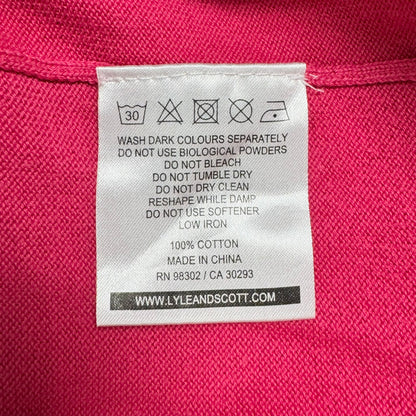 30
WASH DARK COLOURS SEPARATELY
DO NOT USE BIOLOGICAL POWDERS
DO NOT BLEACH
DO NOT TUMBLE DRY
DO NOT DRY CLEAN
RESHAPE WHILE DAMP
DO NOT USE SOFTENER
LOW IRON
100% COTTON
MADE IN CHINA
RN 98302 / CA 30293
WWW.LYLEANDSCOTT.COM